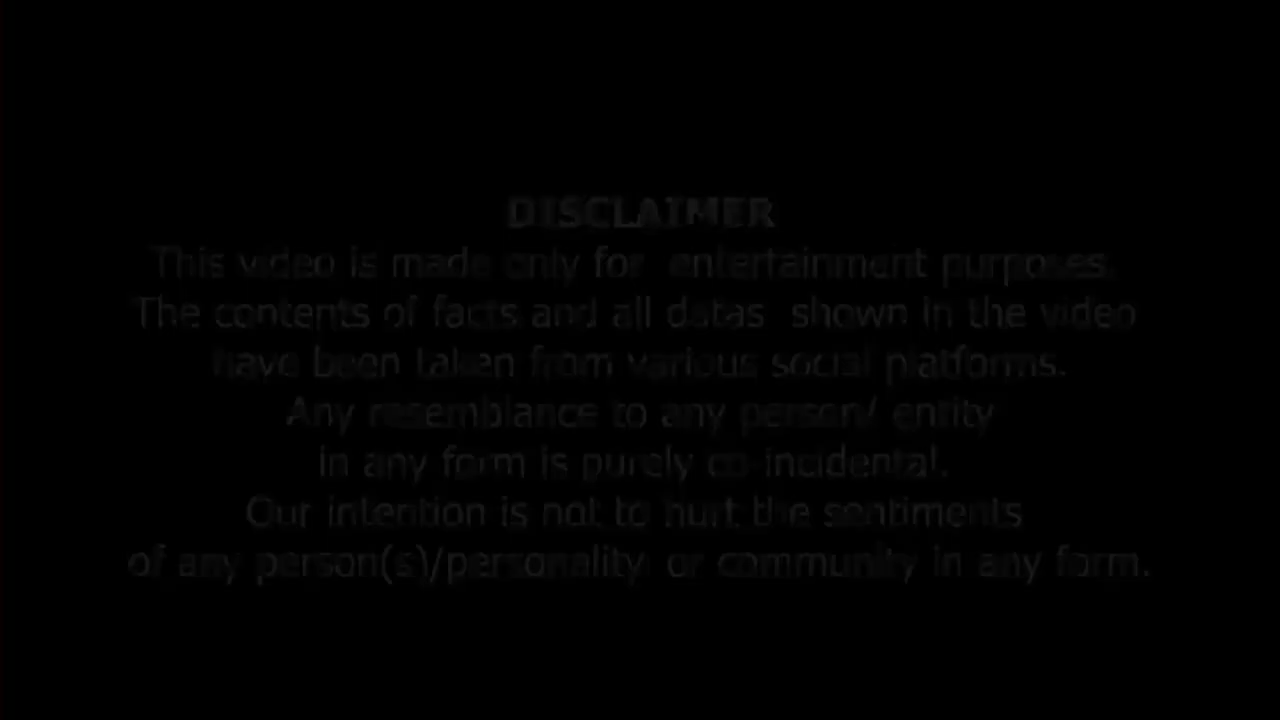 DISCLAIMER
This video is made only for entertainment purposes.
The contents of facts and all datas shown in the video
have been taken from various social platforms.
Any resemblance to any person/ entity
in any form is purely co-incidental.
Our intention is not to hurt the sentiments
of any person(s)/personality or community in any form.